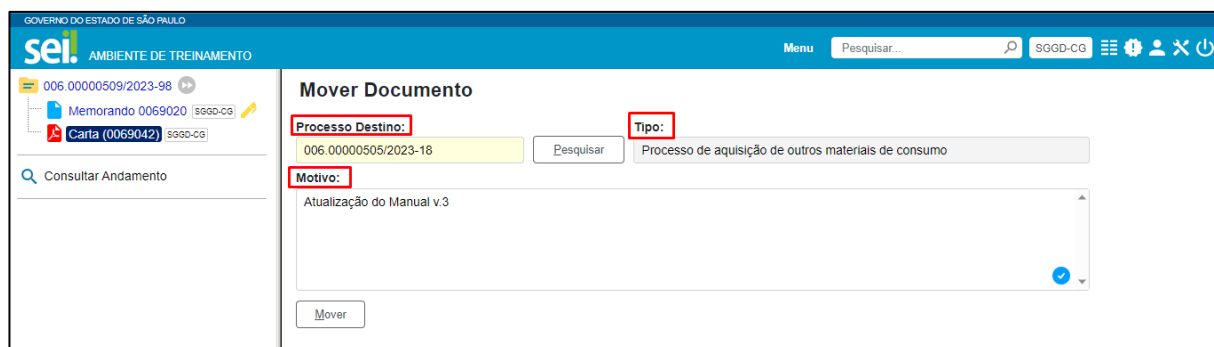 GOVERNO DO ESTADO DE SÃO PAULO
sei! AMBIENTE DE TREINAMENTO
Menu Pesquisar... SGGD-CG
006.00000509/2023-98
Memorando 0069020 SGGD-CG
Carta (0069042) SGGD-CG
Consultar Andamento
Mover Documento
Processo Destino: Tipo:
006.00000505/2023-18 Pesquisar Processo de aquisição de outros materiais de consumo
Motivo:
Atualização do Manual v.3
Mover